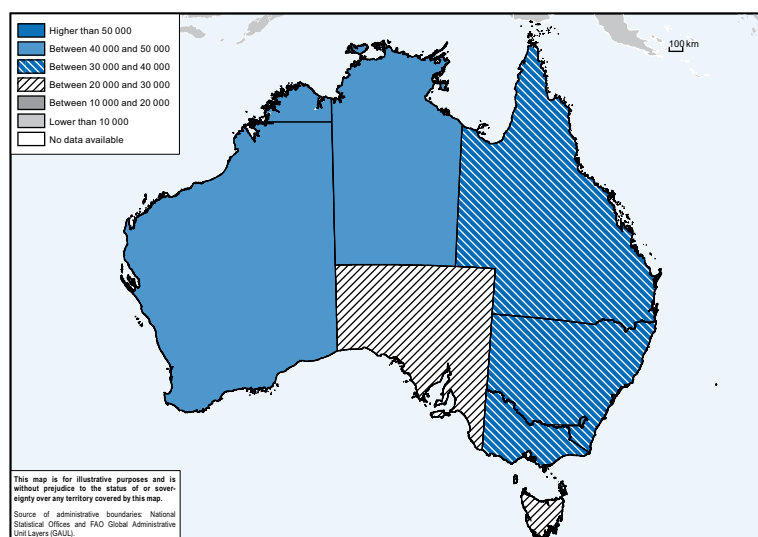 Higher than 50 000
Between 40 000 and 50 000
Between 30 000 and 40 000
Between 20 000 and 30 000
Between 10 000 and 20 000
Lower than 10 000
No data available
100 km
This map is for illustrative purposes and is
without prejudice to the status of or sover-
eignty over any territory covered by this map.
Source of administrative boundaries: National
Statistical Offices and FAO Global Administrative
Unit Layers (GAUL).